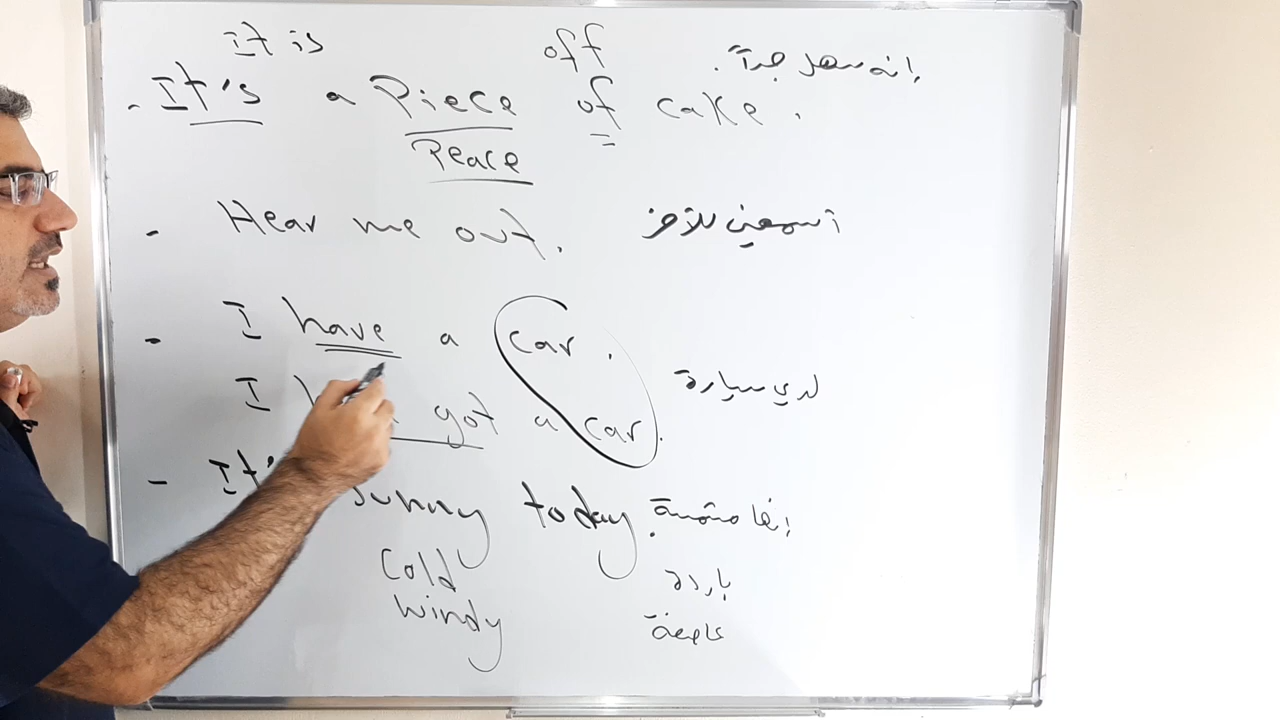 It is off
- It's a Piece of cake. إنه سهل جداً.
Peace
- Hear me out. اسمعني للآخر
- I have a car.
I got a car. لدي سيارة
- It's sunny today. إنها مشمسة
Cold باردة
windy عاصفة